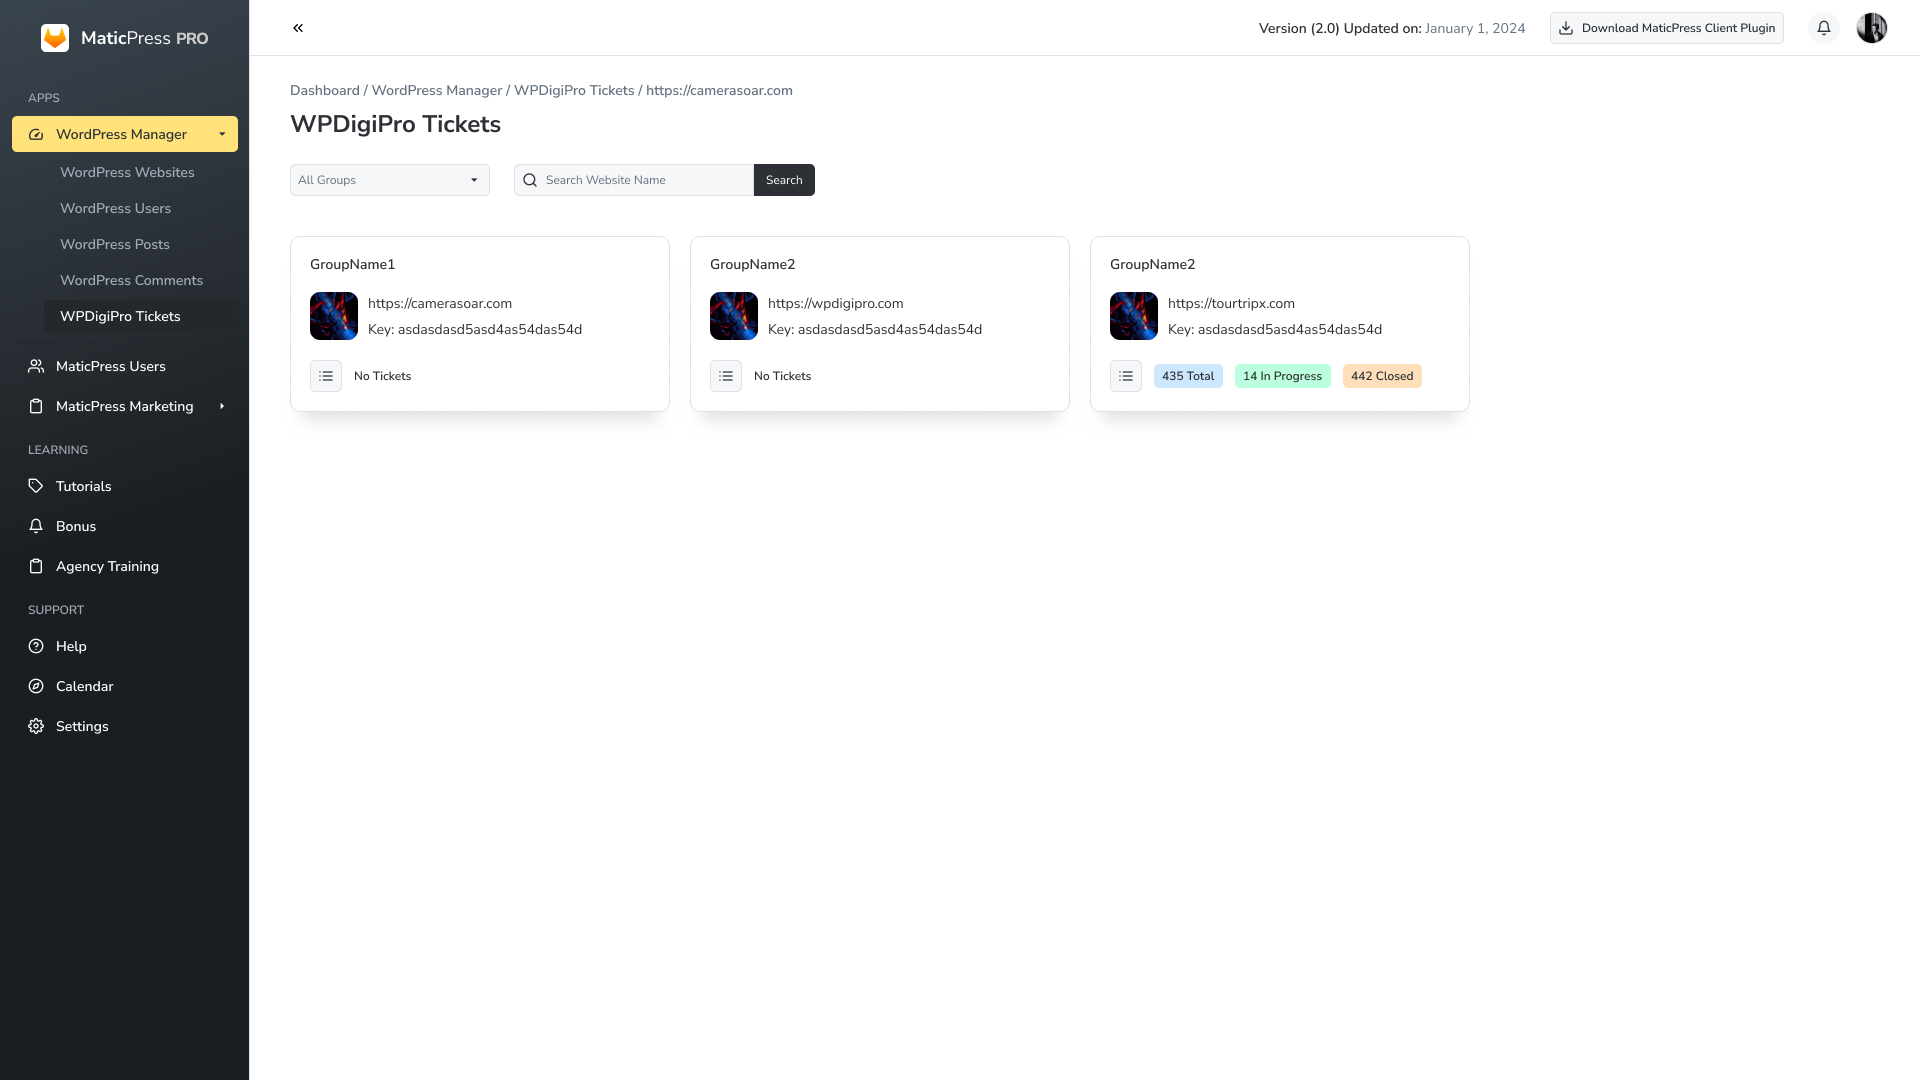 MaticPress PRO
APPS
WordPress Manager
WordPress Websites
WordPress Users
WordPress Posts
WordPress Comments
WPDigiPro Tickets
MaticPress Users
MaticPress Marketing
LEARNING
Tutorials
Bonus
Agency Training
SUPPORT
Help
Calendar
Settings
Version (2.0) Updated on: January 1, 2024
Download MaticPress Client Plugin
Dashboard / WordPress Manager / WPDigiPro Tickets / https://camerasoar.com
WPDigiPro Tickets
All Groups
Search Website Name
Search
GroupName1
https://camerasoar.com
Key: asdasdasd5asd4as54das54d
No Tickets
GroupName2
https://wpdigipro.com
Key: asdasdasd5asd4as54das54d
No Tickets
GroupName2
https://tourtripx.com
Key: asdasdasd5asd4as54das54d
435 Total
14 In Progress
442 Closed